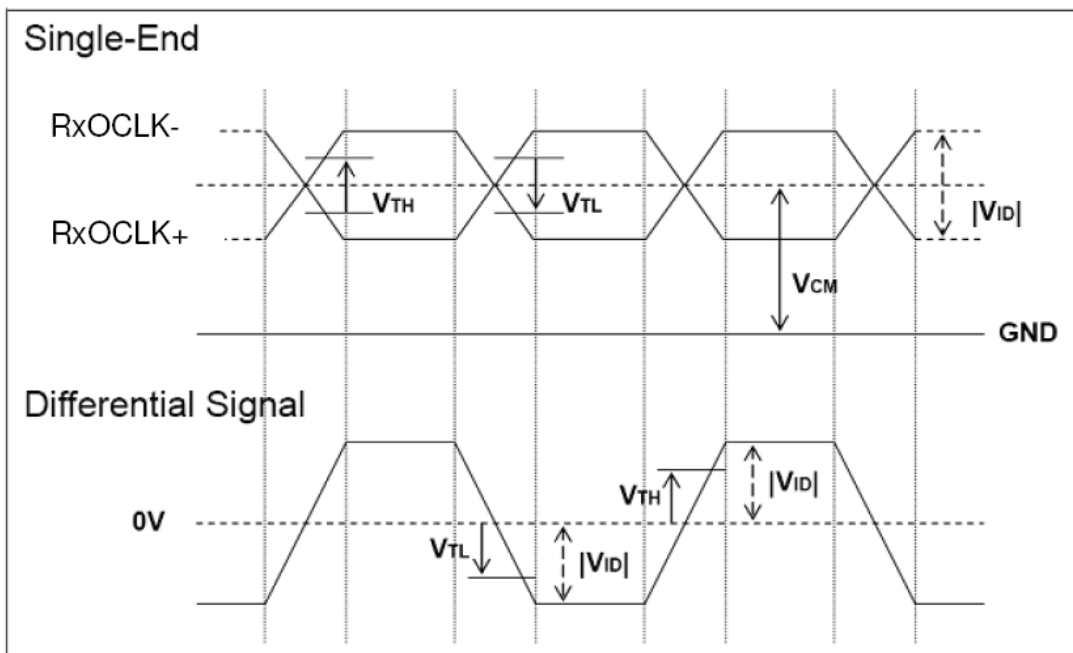 Single-End
RxOCLK-
VTH
VTL
|VID|
RxOCLK+
VCM
GND
Differential Signal
VTH
|VID|
0V
VTL
|VID|